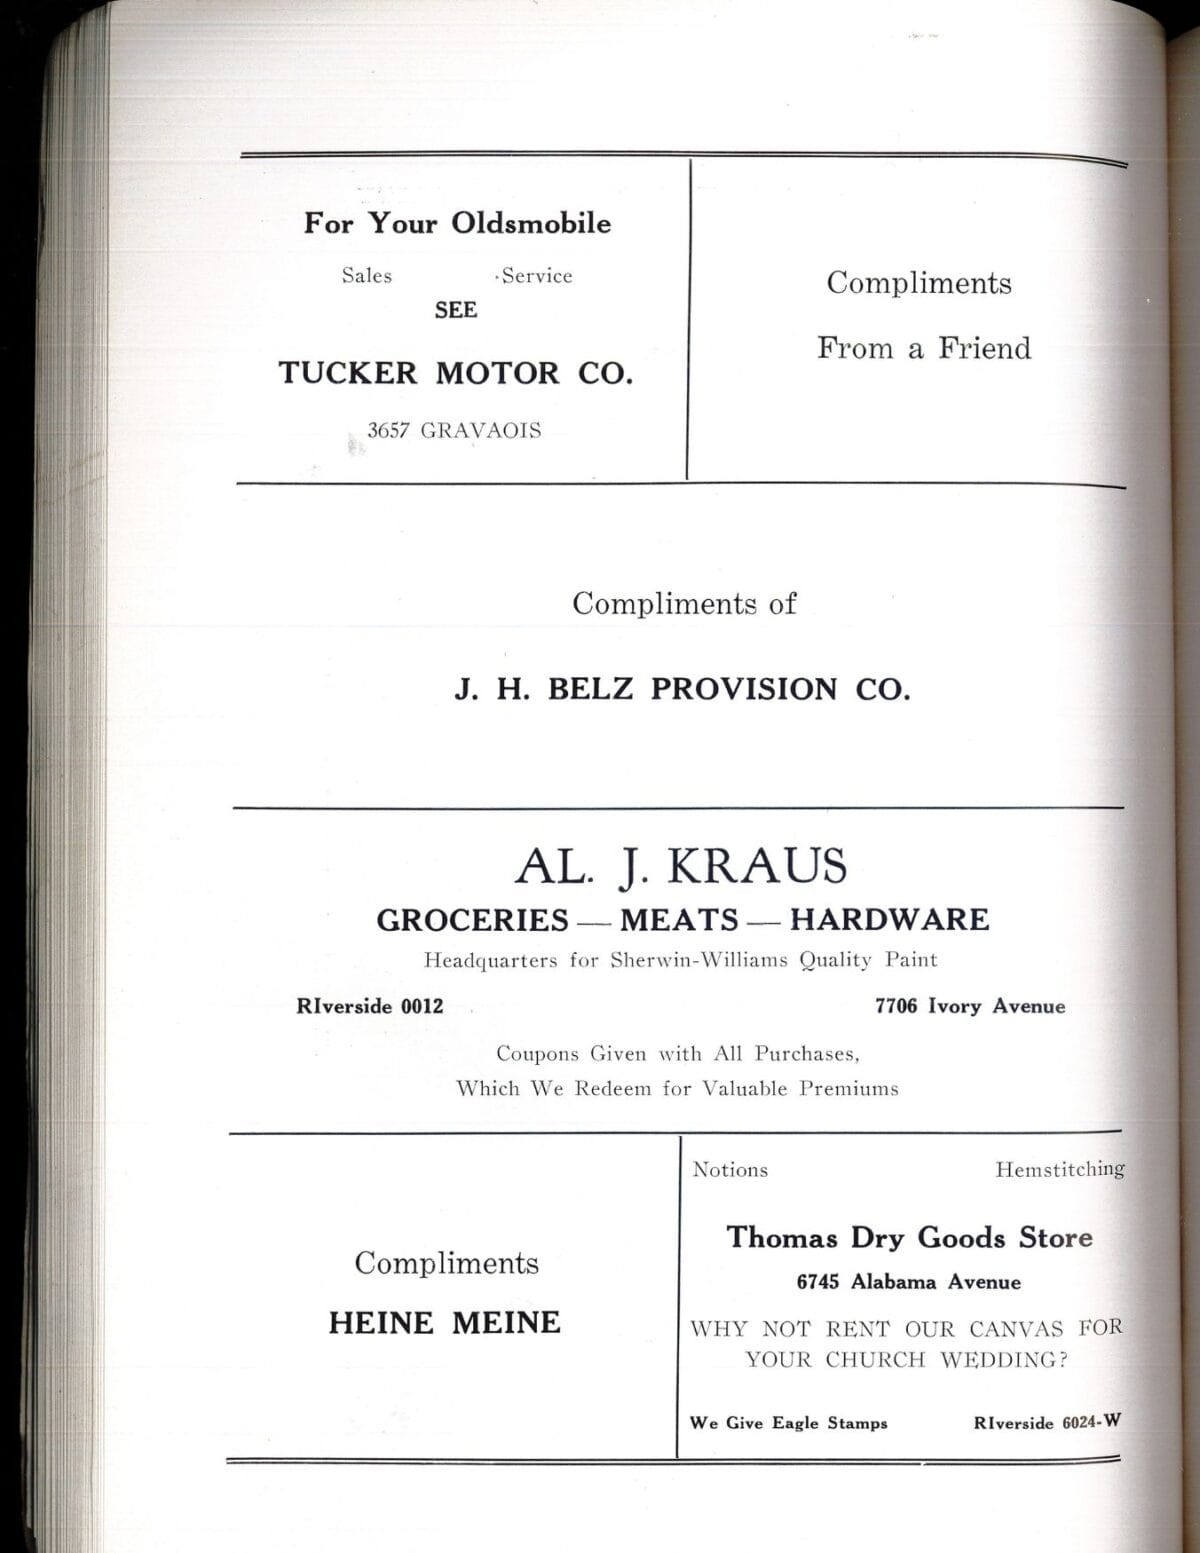 For Your Oldsmobile
Sales Service
SEE
TUCKER MOTOR CO.
3657 GRAVAOIS
Compliments
From a Friend
Compliments of
J. H. BELZ PROVISION CO.
AL. J. KRAUS
GROCERIES — MEATS — HARDWARE
Headquarters for Sherwin-Williams Quality Paint
RIverside 0012 7706 Ivory Avenue
Coupons Given with All Purchases,
Which We Redeem for Valuable Premiums
Compliments
HEINE MEINE
Notions Hemstitching
Thomas Dry Goods Store
6745 Alabama Avenue
WHY NOT RENT OUR CANVAS FOR
YOUR CHURCH WEDDING?
We Give Eagle Stamps RIverside 6024-W